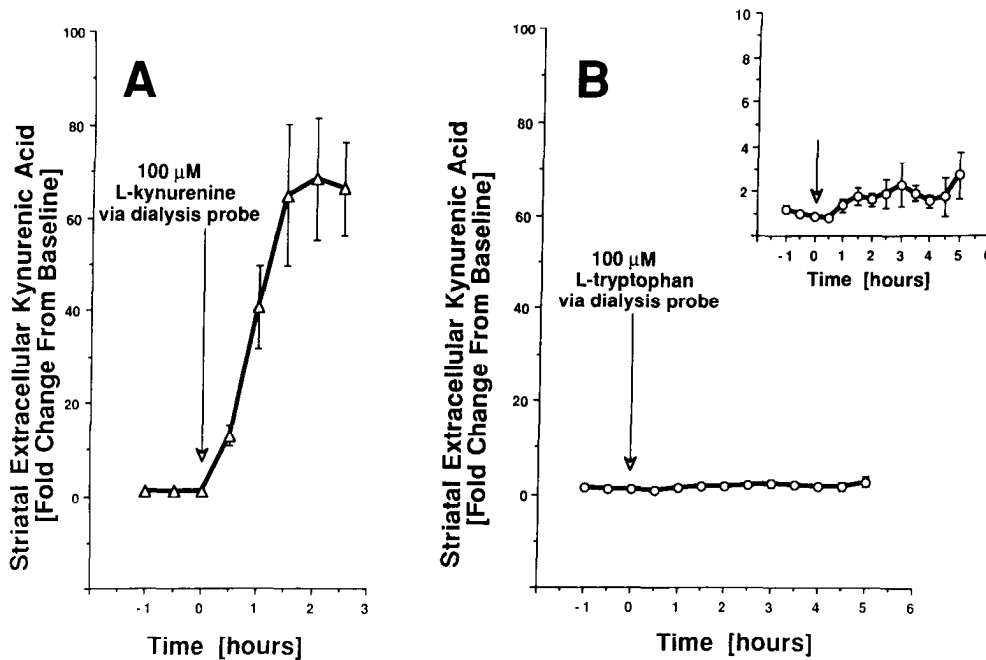 A
Striatal Extracellular Kynurenic Acid
[Fold Change From Baseline]
100
80
60
40
20
0
100 µM
L-kynurenine
via dialysis probe
-1 0 1 2 3
Time [hours]
B
Striatal Extracellular Kynurenic Acid
[Fold Change From Baseline]
100
80
60
40
20
0
100 µM
L-tryptophan
via dialysis probe
-1 0 1 2 3 4 5 6
Time [hours]
10
8
6
4
2
-1 0 1 2 3 4 5 6
Time [hours]